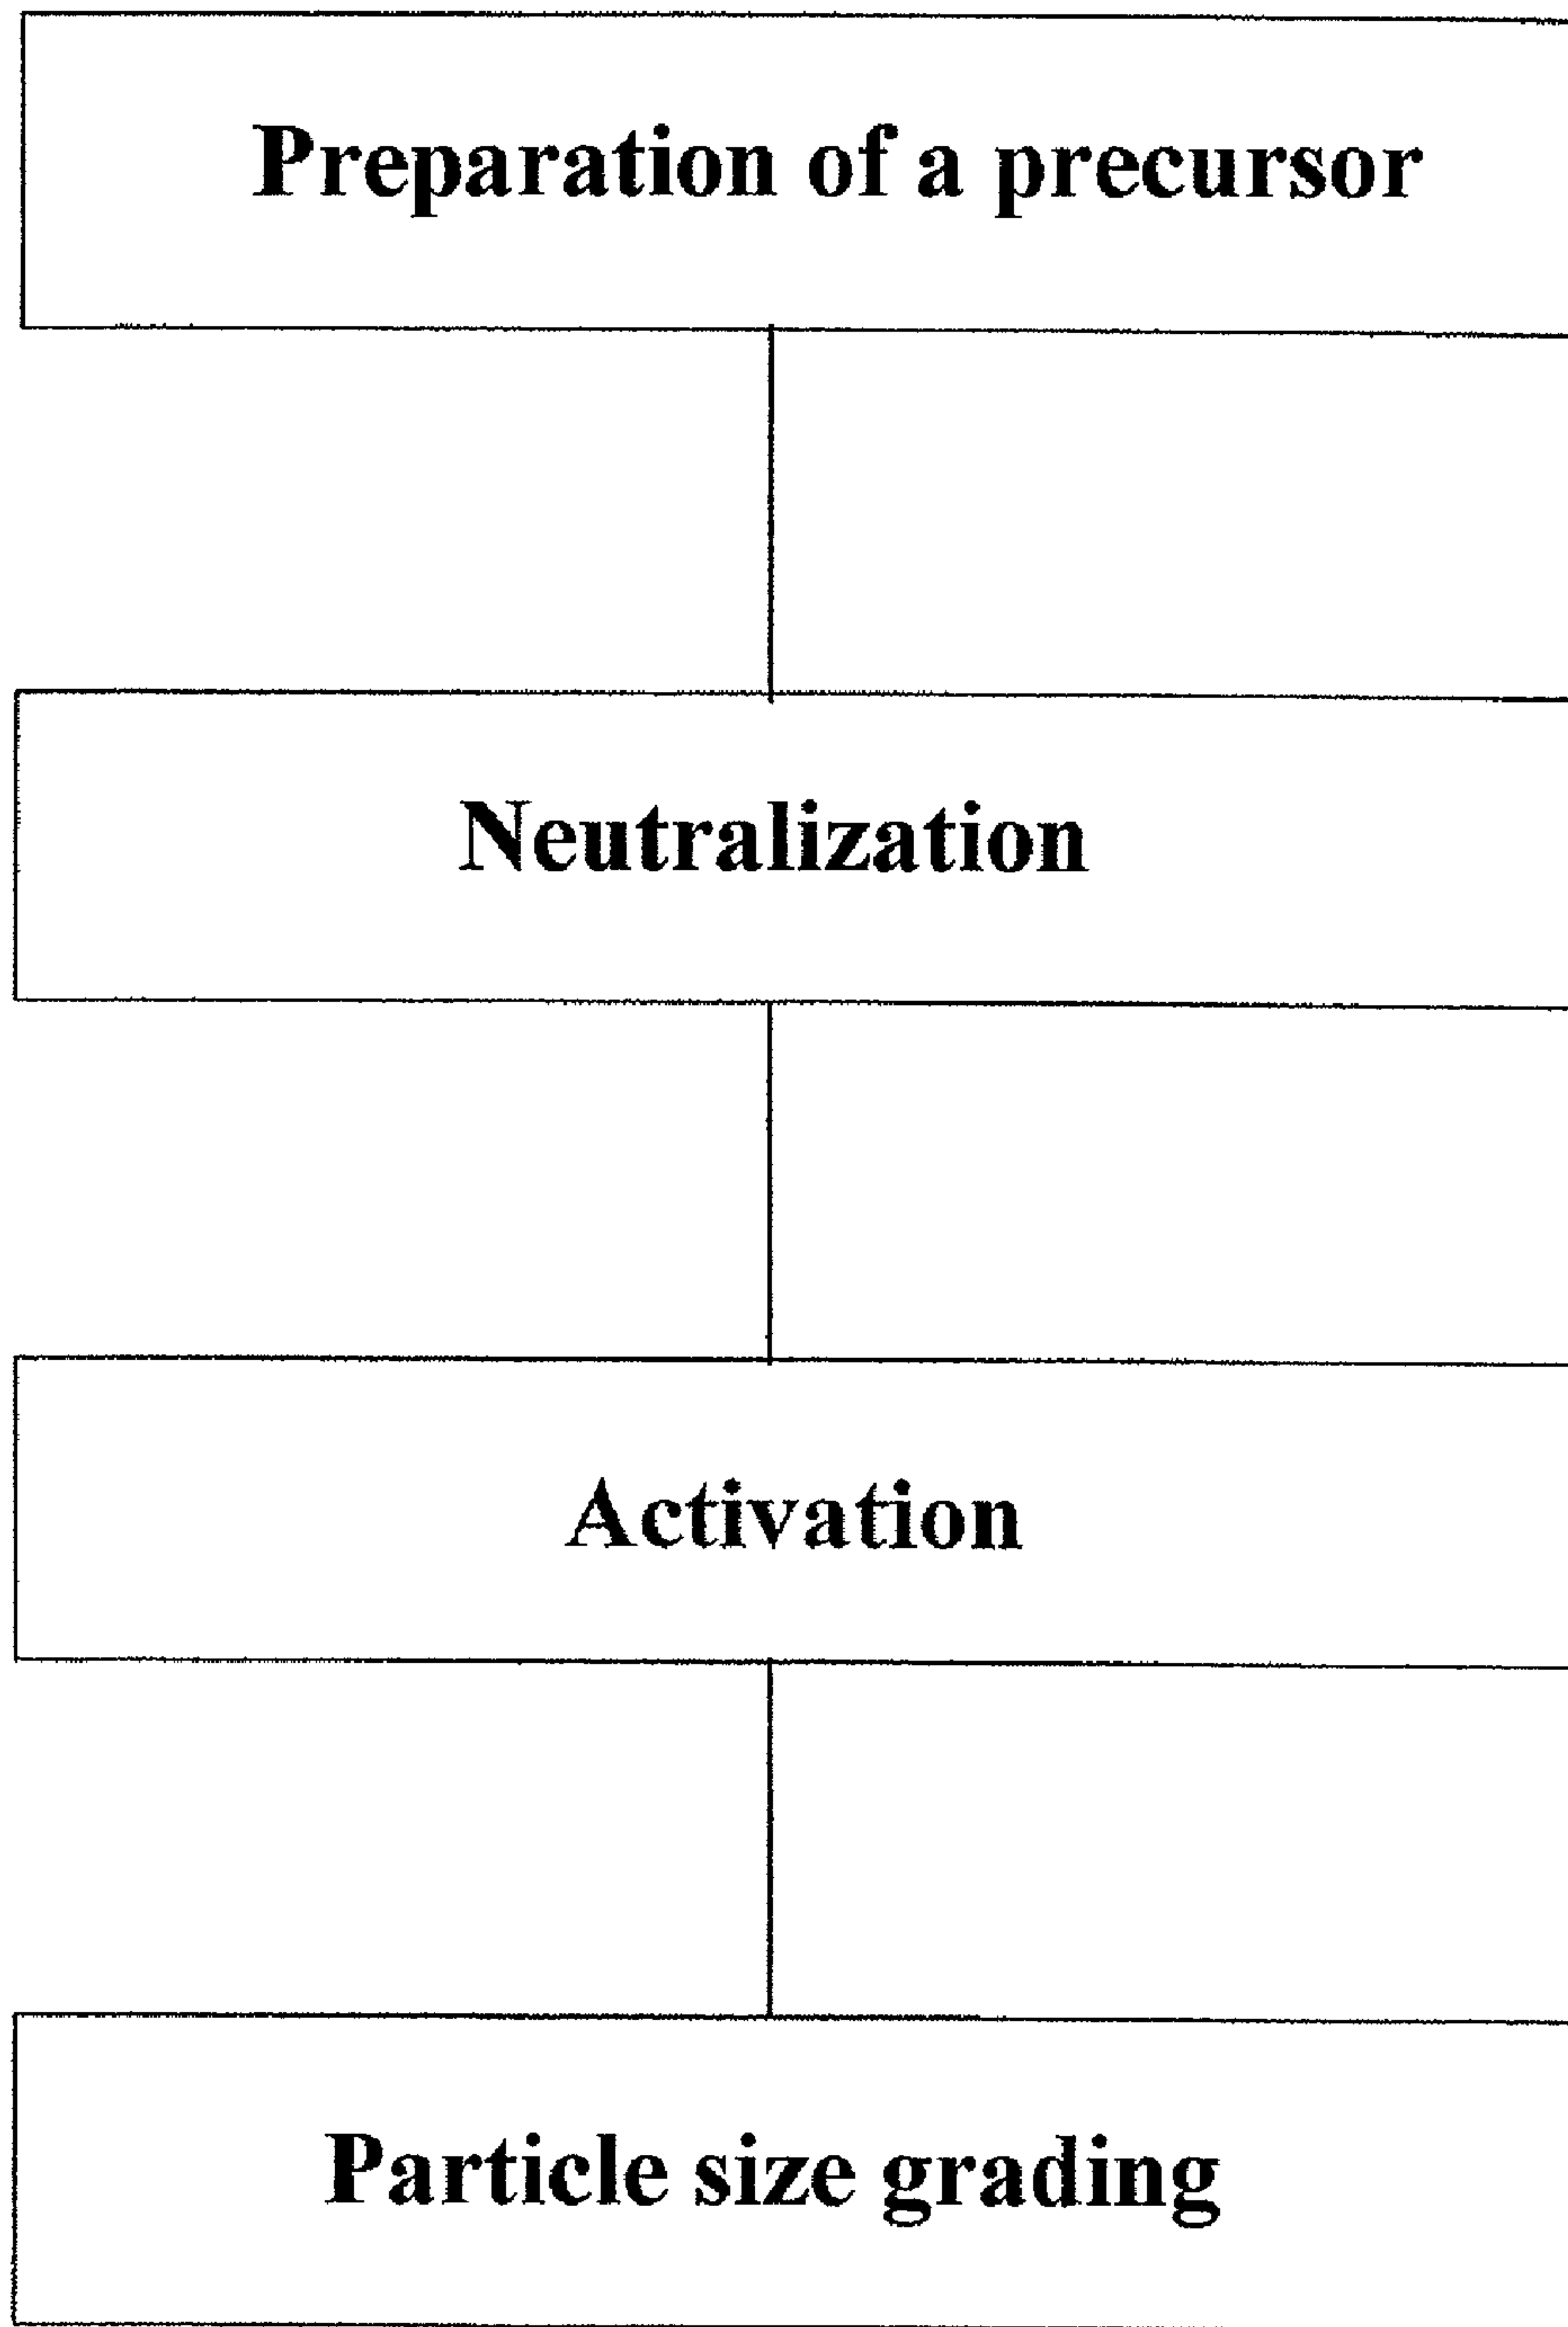 Preparation of a precursor
Neutralization
Activation
Particle size grading